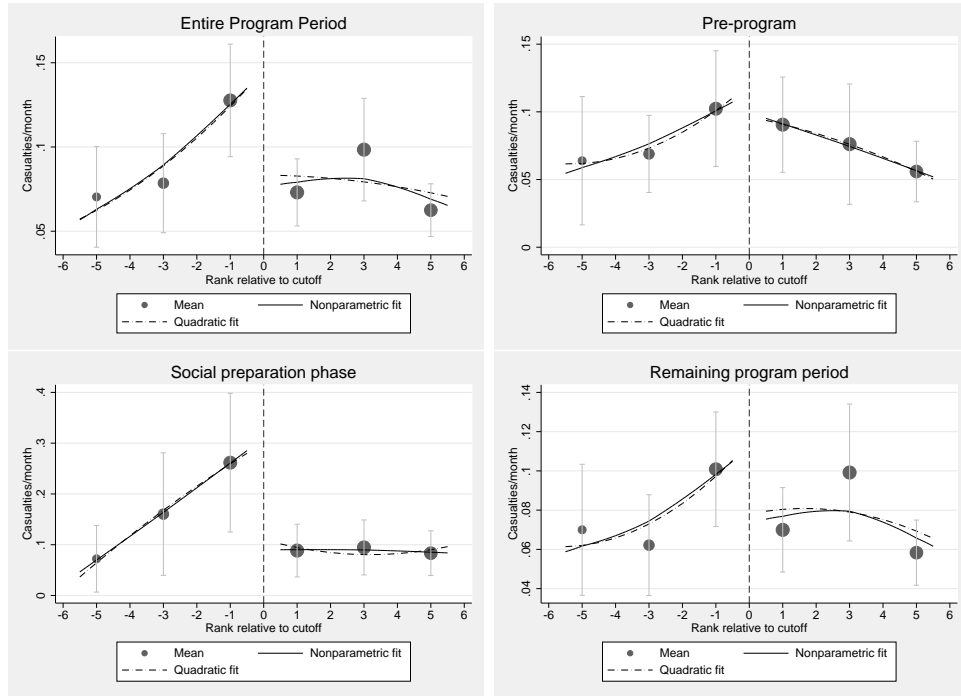 Entire Program Period
Casualties/month
.15
.1
.05
-6 -5 -4 -3 -2 -1 0 1 2 3 4 5 6
Rank relative to cutoff
Mean Nonparametric fit
Quadratic fit
Pre-program
Casualties/month
.15
.1
.05
0
-6 -5 -4 -3 -2 -1 0 1 2 3 4 5 6
Rank relative to cutoff
Mean Nonparametric fit
Quadratic fit
Social preparation phase
Casualties/month
.4
.3
.2
.1
0
-6 -5 -4 -3 -2 -1 0 1 2 3 4 5 6
Rank relative to cutoff
Mean Nonparametric fit
Quadratic fit
Remaining program period
Casualties/month
.14
.12
.1
.08
.06
.04
-6 -5 -4 -3 -2 -1 0 1 2 3 4 5 6
Rank relative to cutoff
Mean Nonparametric fit
Quadratic fit